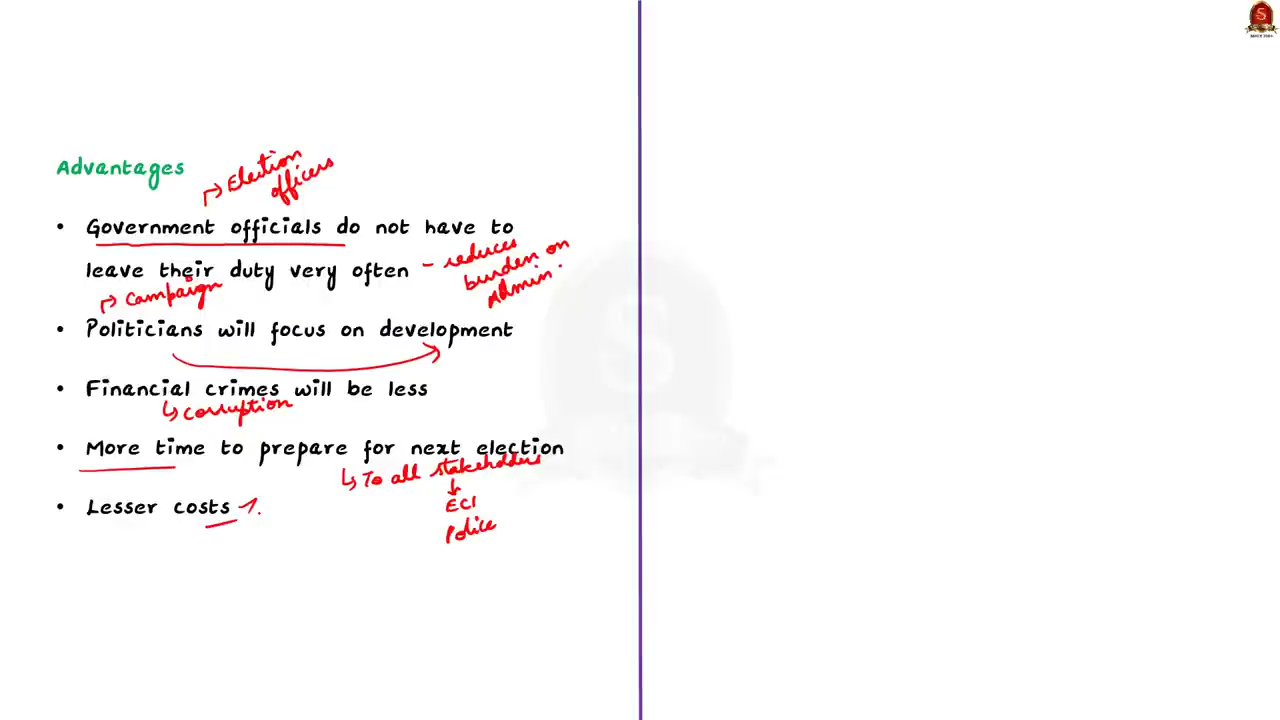 Advantages
Election
officers
• Government officials do not have to
leave their duty very often - reduces
burden on
Admin.
Campaign
• Politicians will focus on development
• Financial crimes will be less
Corruption
• More time to prepare for next election
To all stakeholders
• Lesser costs
ECI
Police
S